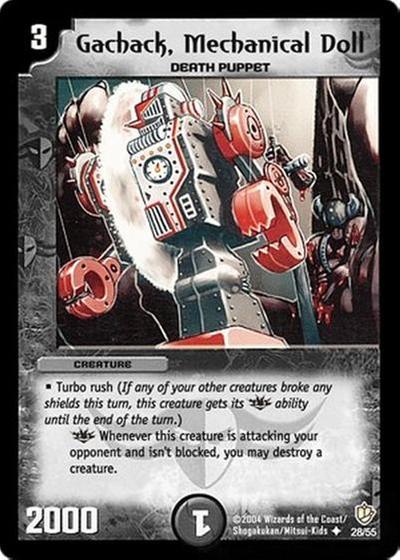 3 Gachack, Mechanical Doll
DEATH PUPPET
CREATURE
▪ Turbo rush (If any of your other creatures broke any
shields this turn, this creature gets its ability
until the end of the turn.)
Whenever this creature is attacking your
opponent and isn't blocked, you may destroy a
creature.
2000
1
©2004 Wizards of the Coast/
Shogakukan/Mitsui-Kids ✦ 28/55